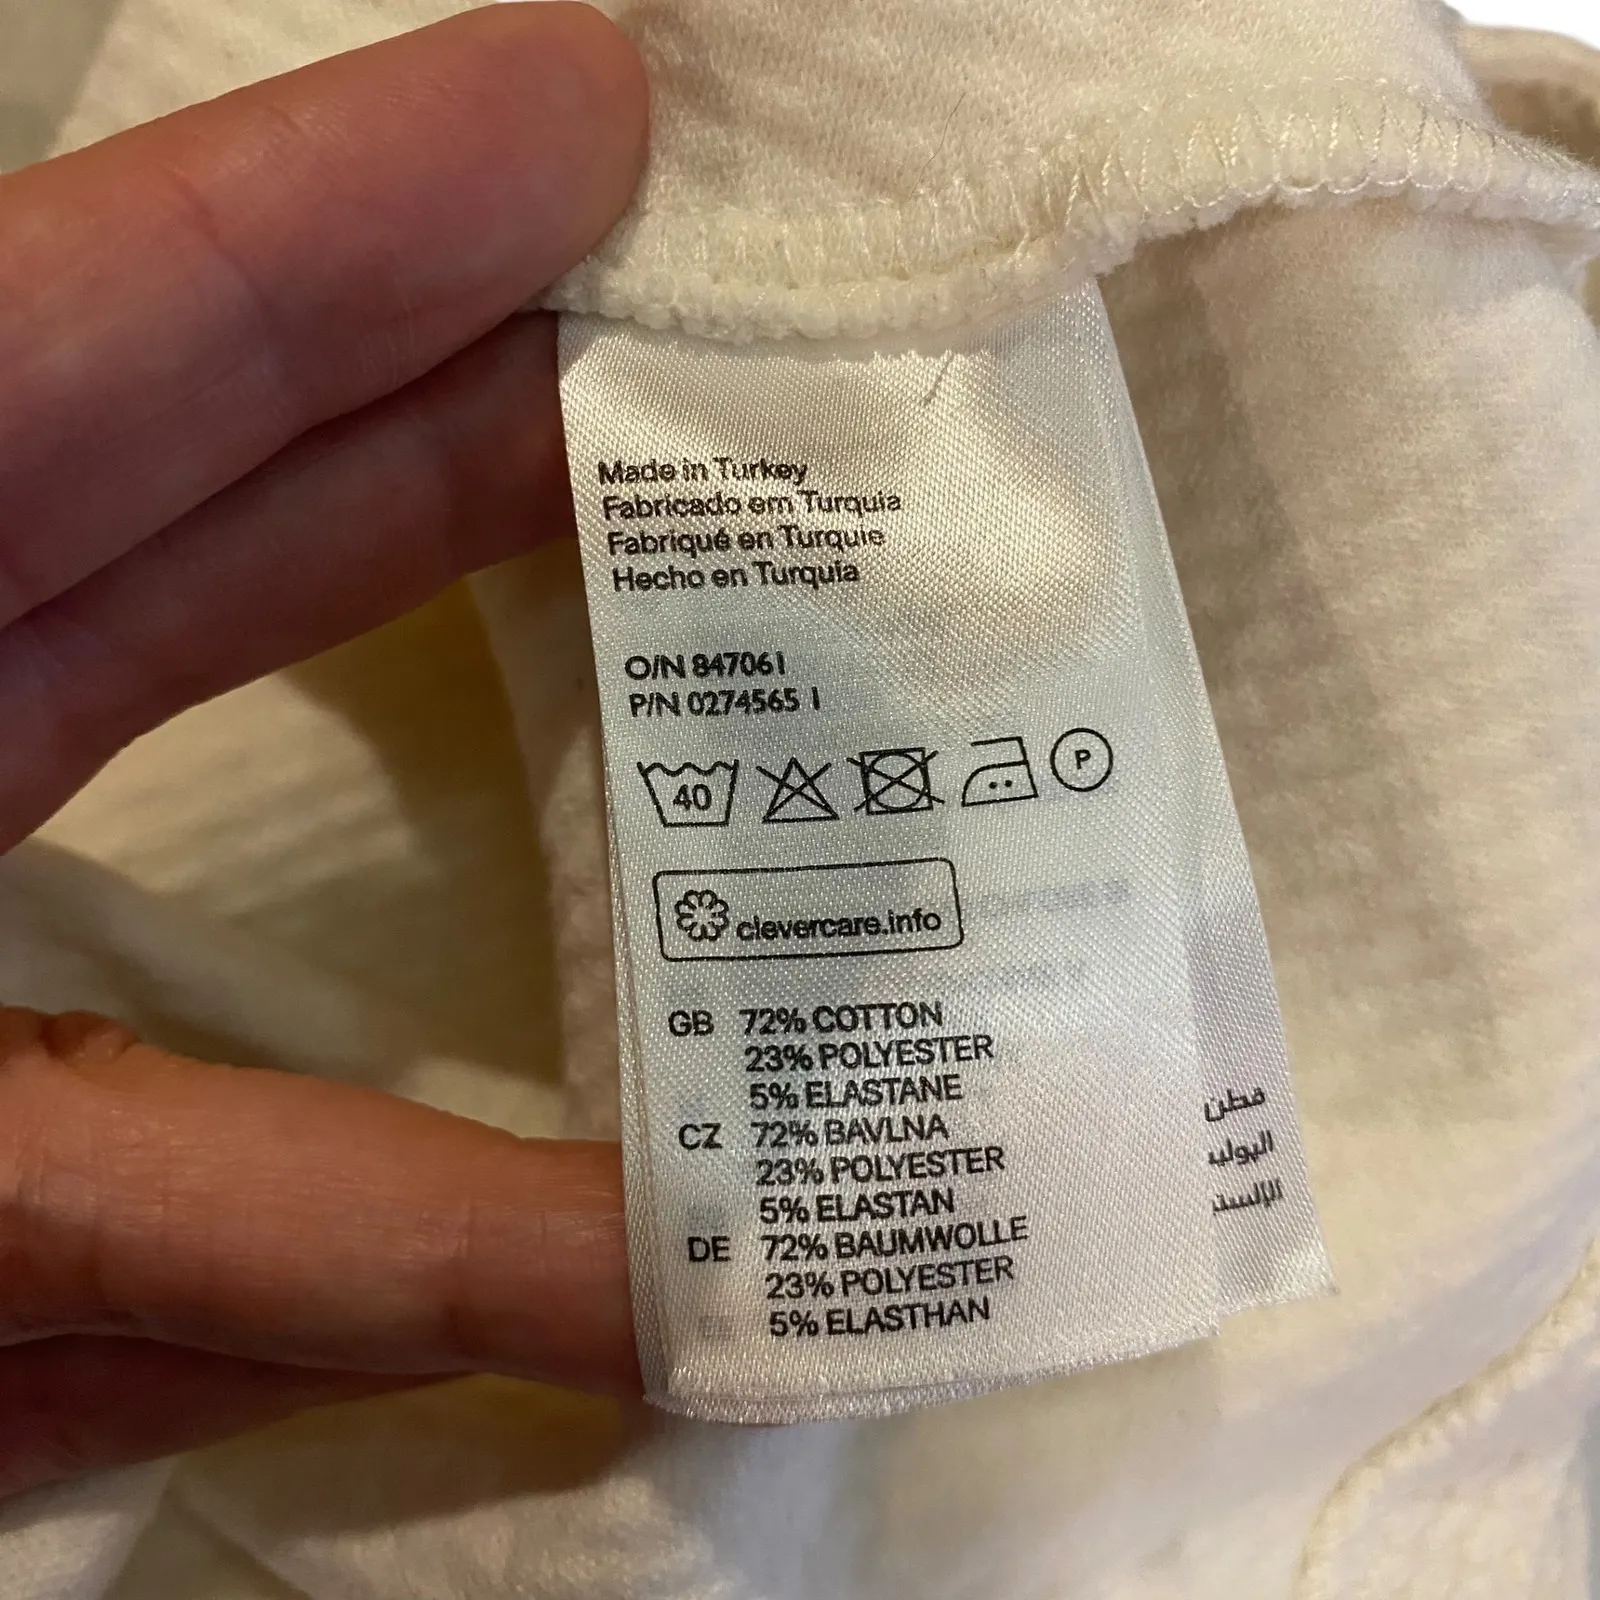 Made in Turkey
Fabricado em Turquia
Fabriqué en Turquie
Hecho en Turquia
O/N 847061
P/N 0274565 1
40
P
clevercare.info
GB 72% COTTON
23% POLYESTER
5% ELASTANE
CZ 72% BAVLNA
23% POLYESTER
5% ELASTAN
DE 72% BAUMWOLLE
23% POLYESTER
5% ELASTHAN
قطن